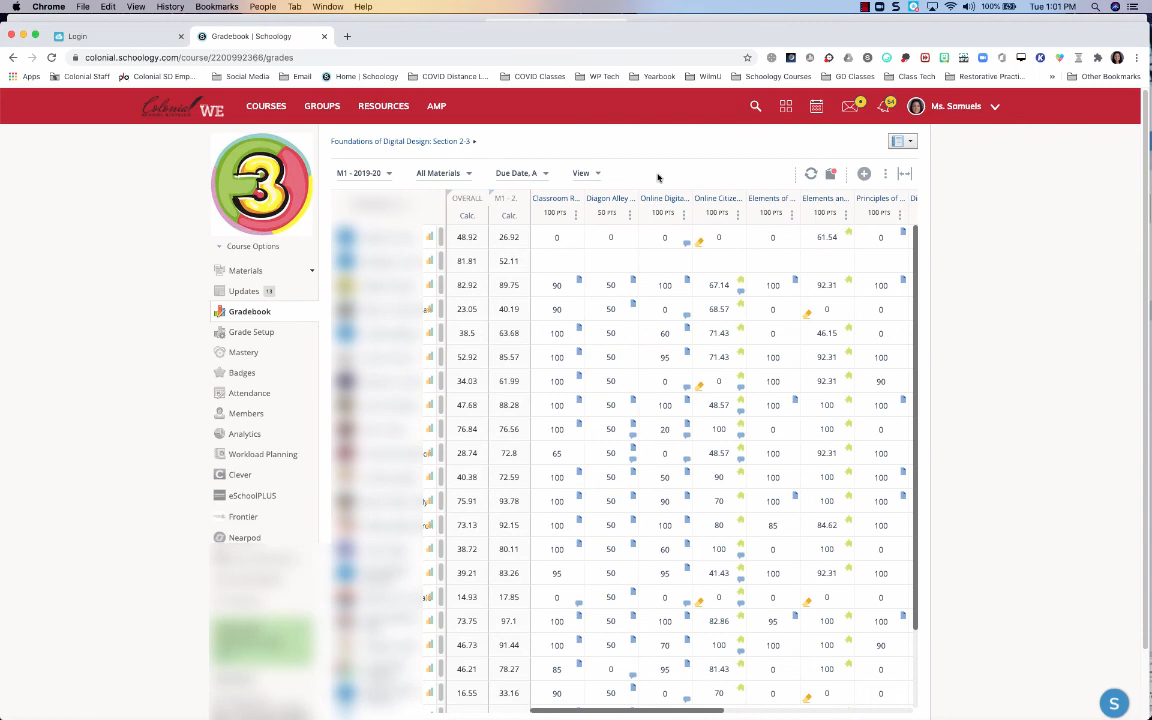 Chrome File Edit View History Bookmarks People Tab Window Help 100% Tue 1:01 PM
Login Gradebook | Schoology
colonial.schoology.com/course/2200992366/grades
Apps Colonial Staff Colonial SD Emp... Social Media Email Home | Schoology COVID Distance L... COVID Classes WP Tech Yearbook WilmU Schoology Courses GD Classes Class Tech Restorative Practi... » Other Bookmarks
Colonial WE COURSES GROUPS RESOURCES AMP 54 Ms. Samuels
3
Course Options
Materials
Updates 13
Gradebook
Grade Setup
Mastery
Badges
Attendance
Members
Analytics
Workload Planning
Clever
eSchoolPLUS
Frontier
Nearpod
Foundations of Digital Design: Section 2-3
M1 - 2019-20 All Materials Due Date, A View
OVERALL M1 - 2. Classroom R... Diagon Alley ... Online Digita... Online Citize... Elements of ... Elements an... Principles of ... Di
Calc. Calc. 100 PTS 50 PTS 100 PTS 100 PTS 100 PTS 100 PTS 100 PTS
48.92 26.92 0 0 0 0 0 61.54 0
81.81 52.11
82.92 89.75 90 50 100 67.14 100 92.31 100
23.05 40.19 90 50 0 68.57 0 0 0
38.5 63.68 100 50 60 71.43 0 46.15 0
52.92 85.57 100 50 95 71.43 100 92.31 100
34.03 61.99 100 50 0 0 100 92.31 90
47.68 88.28 100 50 100 48.57 100 100 100
76.84 76.56 100 50 20 100 0 100 100
28.74 72.8 65 50 0 48.57 100 92.31 100
40.38 72.59 100 50 50 90 0 100 100
75.91 93.78 100 50 90 70 100 100 100
73.13 92.15 100 50 100 80 85 84.62 100
38.72 80.11 100 50 60 100 0 100 0
39.21 83.26 95 50 95 41.43 100 92.31 100
14.93 17.85 0 50 0 0 0 0 0
73.75 97.1 100 50 100 82.86 95 100 100
46.73 91.44 100 50 70 100 100 100 90
46.21 78.27 85 0 95 81.43 0 100 0
16.55 33.16 90 50 0 70 0 0 0
S